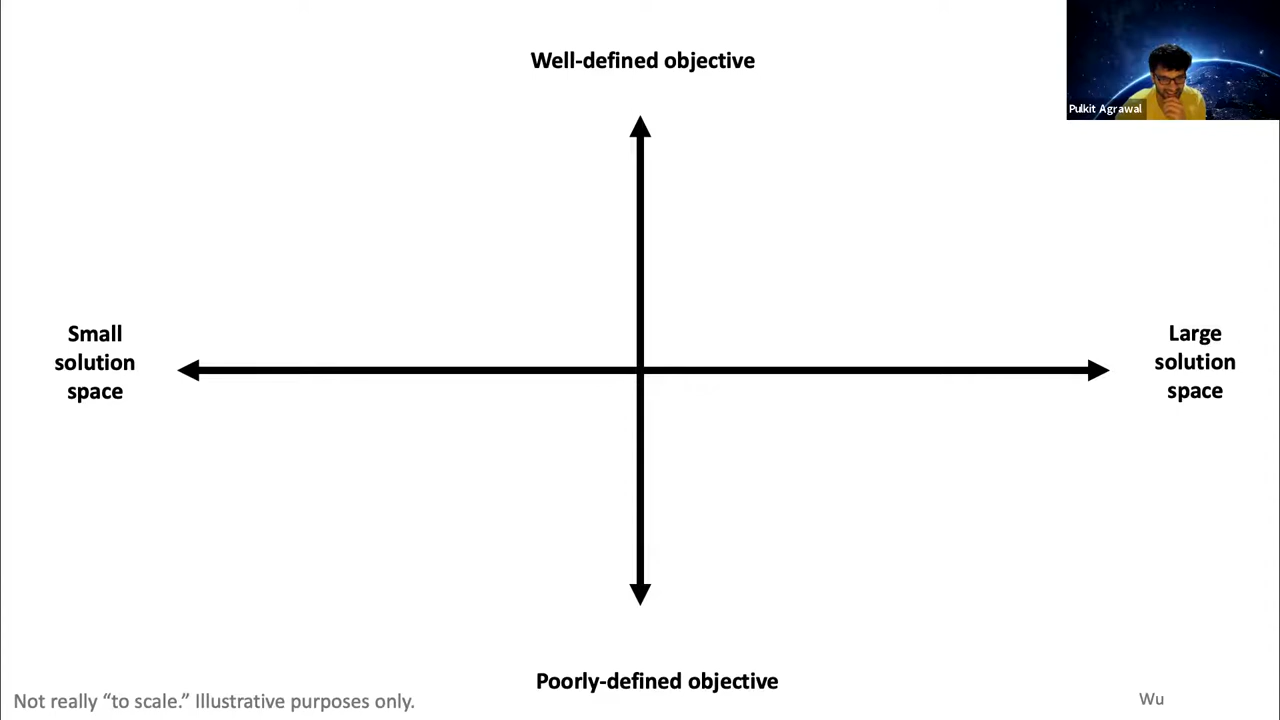 Well-defined objective
Pulkit Agrawal
Small
solution
space
Large
solution
space
Poorly-defined objective
Not really “to scale.” Illustrative purposes only.
Wu